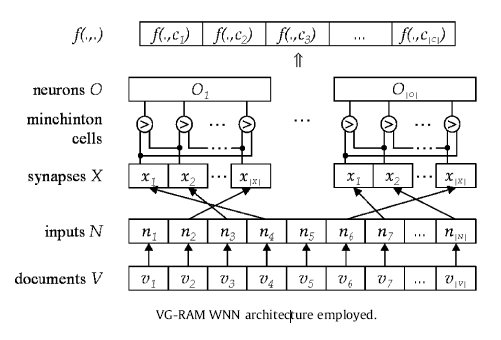 f(.,.) f(.,c1) f(.,c2) f(.,c3) ... f(.,c|C|)
⇑
neurons O O1 O|O|
minchinton > > ... > ... > > ... >
cells ... ...
synapses X x1 x2 ... x|X| x1 x2 ... x|X|
inputs N n1 n2 n3 n4 n5 n6 n7 ... n|N|
documents V v1 v2 v3 v4 v5 v6 v7 ... v|V|
VG-RAM WNN architecture employed.